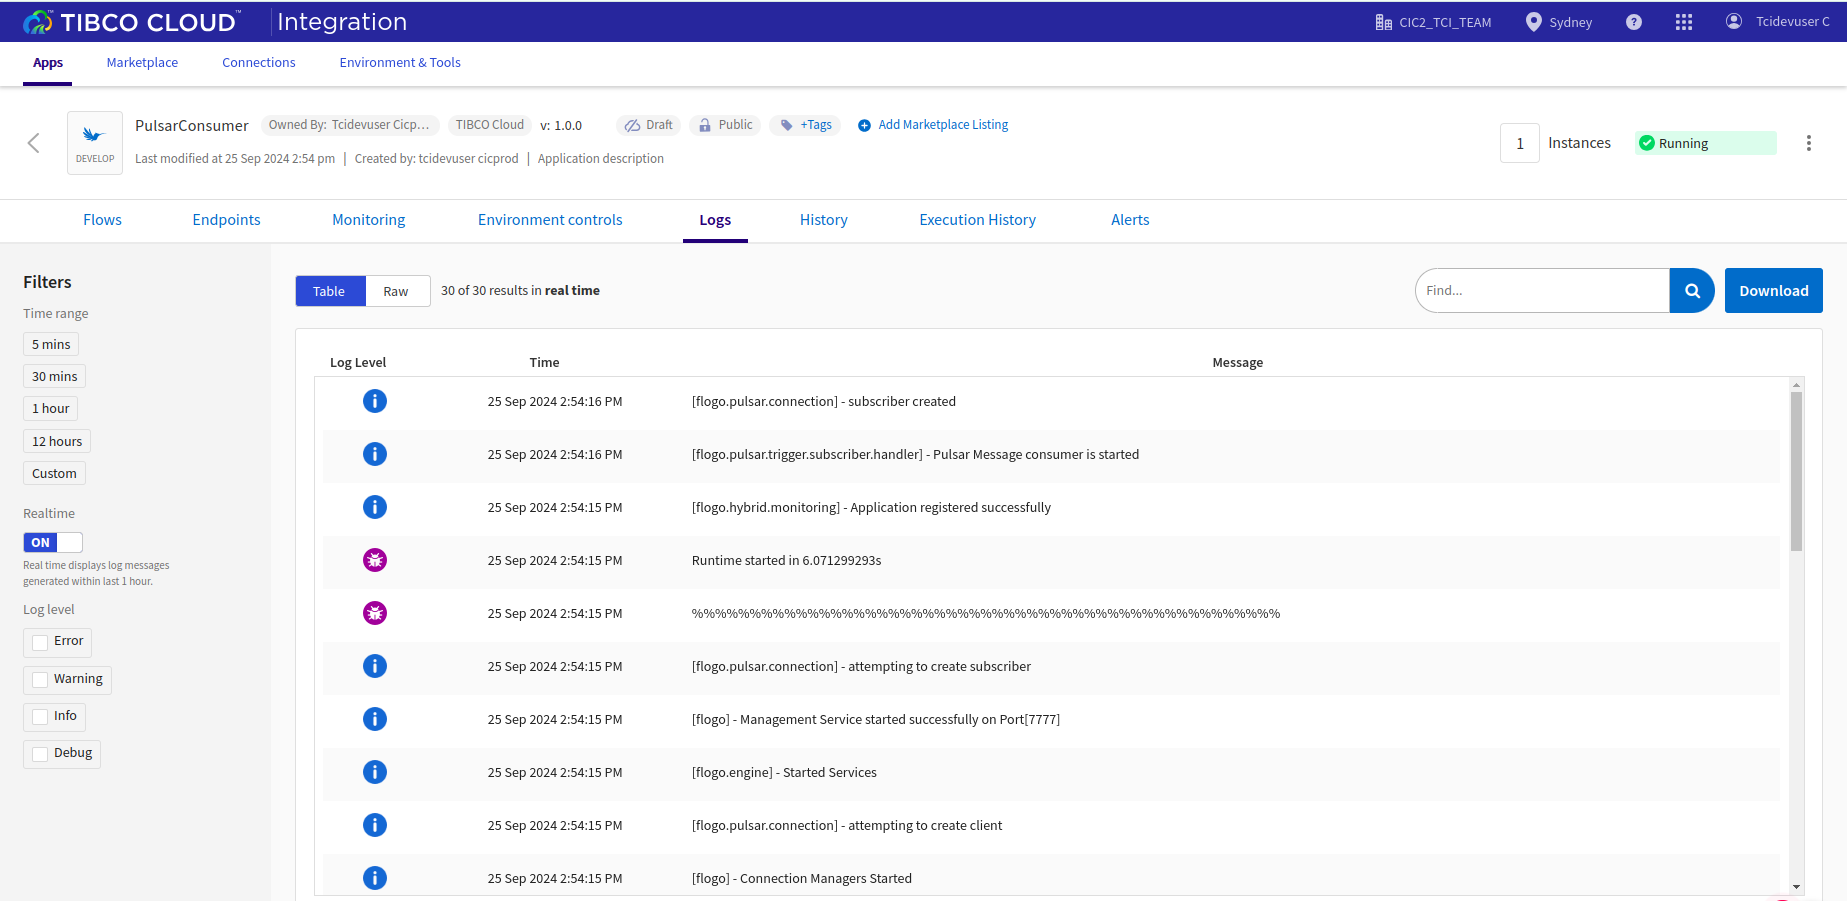 TIBCO CLOUD™ Integration CIC2_TCI_TEAM Sydney ? Tcidevuser C
Apps Marketplace Connections Environment & Tools
PulsarConsumer Owned By: Tcidevuser Cicp... TIBCO Cloud v: 1.0.0 Draft Public +Tags Add Marketplace Listing
DEVELOP
Last modified at 25 Sep 2024 2:54 pm | Created by: tcidevuser cicprod | Application description
1 Instances Running
Flows Endpoints Monitoring Environment controls Logs History Execution History Alerts
Filters
Time range
5 mins
30 mins
1 hour
12 hours
Custom
Realtime
ON
Real time displays log messages
generated within last 1 hour.
Log level
Error
Warning
Info
Debug
Table Raw 30 of 30 results in real time Find... Download
Log Level Time Message
25 Sep 2024 2:54:16 PM [flogo.pulsar.connection] - subscriber created
25 Sep 2024 2:54:16 PM [flogo.pulsar.trigger.subscriber.handler] - Pulsar Message consumer is started
25 Sep 2024 2:54:15 PM [flogo.hybrid.monitoring] - Application registered successfully
25 Sep 2024 2:54:15 PM Runtime started in 6.071299293s
25 Sep 2024 2:54:15 PM %%%%%%%%%%%%%%%%%%%%%%%%%%%%%%%%%%%%%%%%%%%%%%%%%%%
25 Sep 2024 2:54:15 PM [flogo.pulsar.connection] - attempting to create subscriber
25 Sep 2024 2:54:15 PM [flogo] - Management Service started successfully on Port[7777]
25 Sep 2024 2:54:15 PM [flogo.engine] - Started Services
25 Sep 2024 2:54:15 PM [flogo.pulsar.connection] - attempting to create client
25 Sep 2024 2:54:15 PM [flogo] - Connection Managers Started